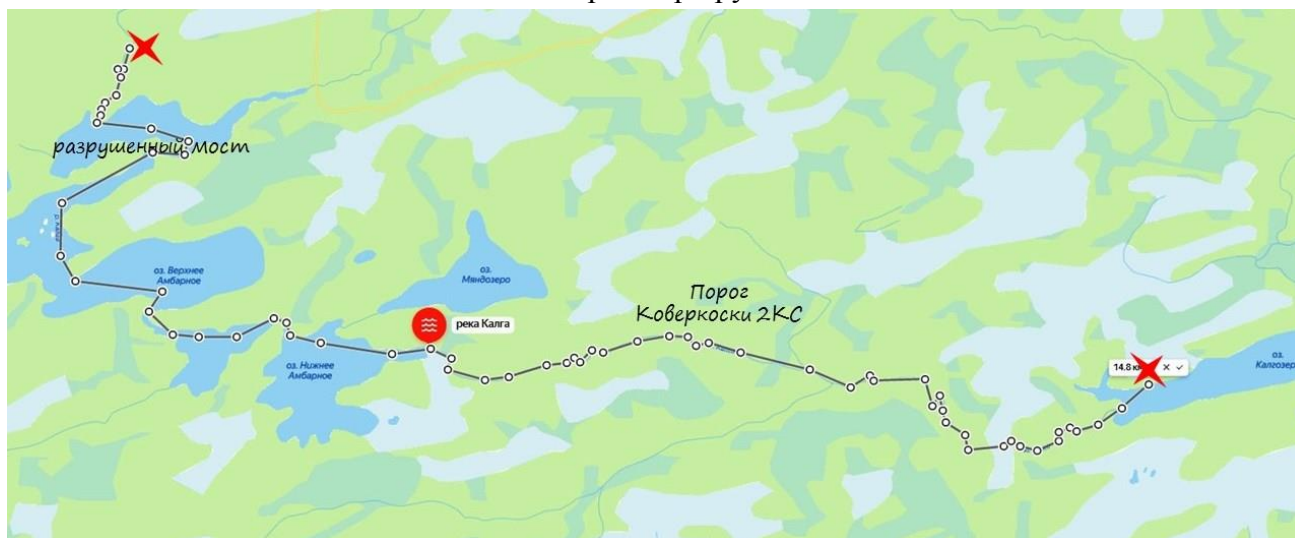 разрушенный мост
оз. Верхнее
Амбарное
оз.
Мяндозеро
Порог
Коверкоски 2КС
река Калга
оз. Нижнее
Амбарное
14.8 к
оз.
Калгозер